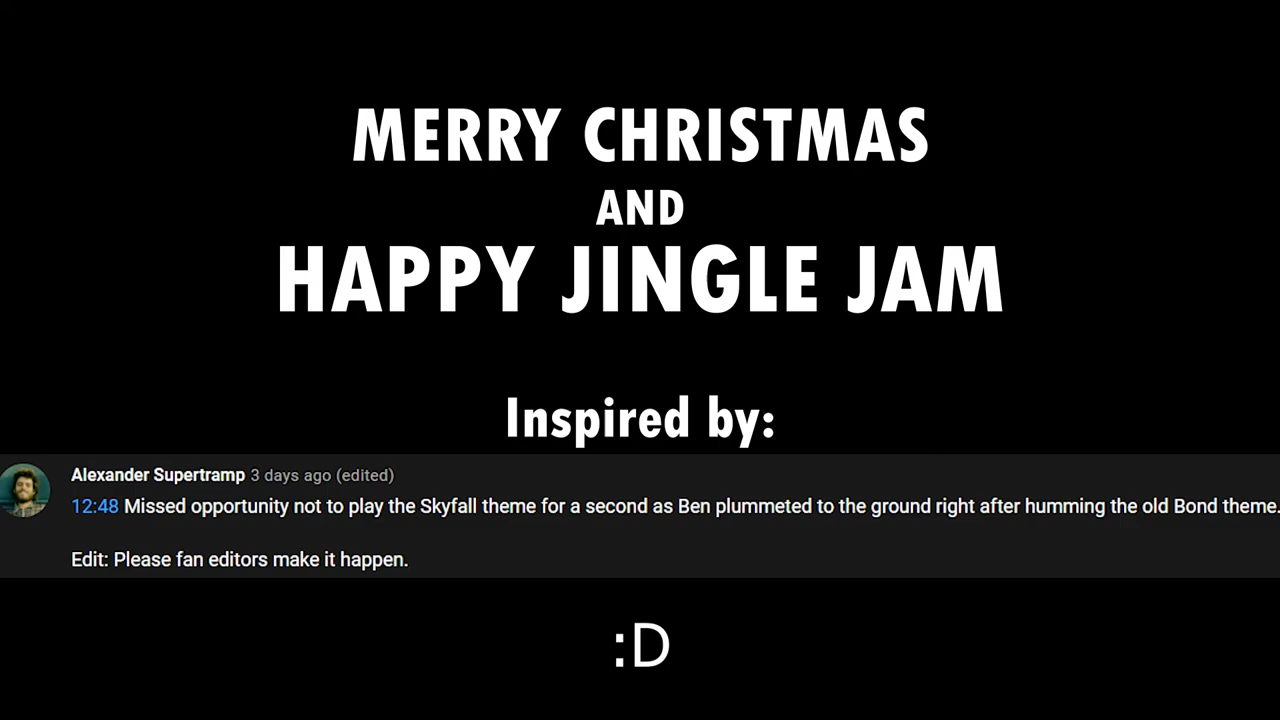 MERRY CHRISTMAS
AND
HAPPY JINGLE JAM
Inspired by:
Alexander Supertramp 3 days ago (edited)
12:48 Missed opportunity not to play the Skyfall theme for a second as Ben plummeted to the ground right after humming the old Bond theme.
Edit: Please fan editors make it happen.
:D